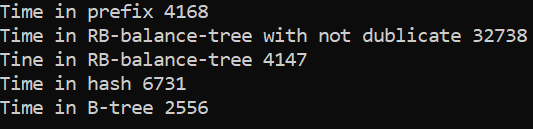 Time in prefix 4168
Time in RB-balance-tree with not dublicate 32738
Tine in RB-balance-tree 4147
Time in hash 6731
Time in B-tree 2556